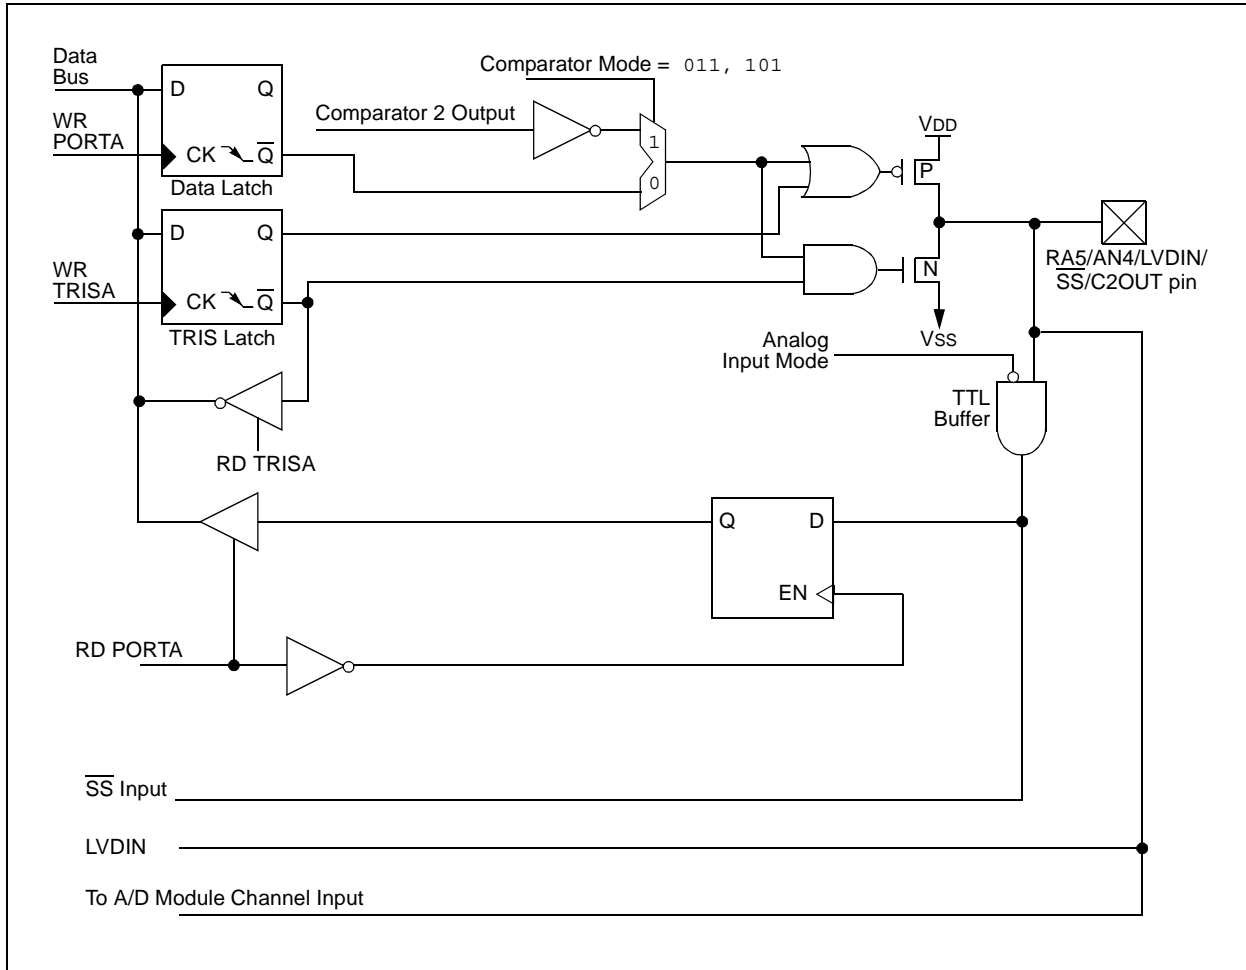 Data
Bus
D Q
WR
PORTA
CK Q̅
Data Latch
Comparator Mode = 011, 101
Comparator 2 Output
1
0
VDD
P
D Q
WR
TRISA
CK Q̅
TRIS Latch
N
VSS
RA5/AN4/LVDIN/
S̅S̅/C2OUT pin
Analog
Input Mode
TTL
Buffer
RD TRISA
Q D
EN
RD PORTA
S̅S̅ Input
LVDIN
To A/D Module Channel Input